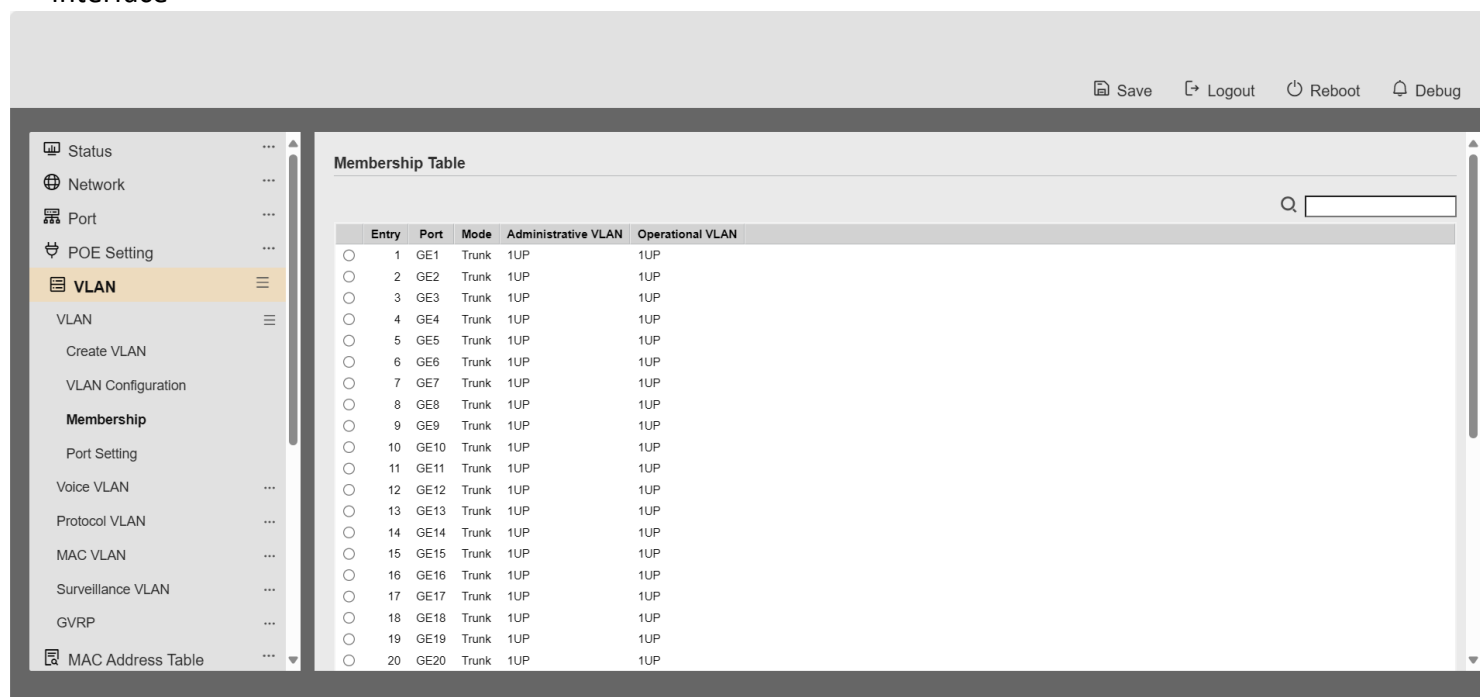 Save Logout Reboot Debug
Status ...
Network ...
Port ...
POE Setting ...
VLAN
VLAN
Create VLAN
VLAN Configuration
Membership
Port Setting
Voice VLAN ...
Protocol VLAN ...
MAC VLAN ...
Surveillance VLAN ...
GVRP ...
MAC Address Table ...
Membership Table
Entry Port Mode Administrative VLAN Operational VLAN
1 GE1 Trunk 1UP 1UP
2 GE2 Trunk 1UP 1UP
3 GE3 Trunk 1UP 1UP
4 GE4 Trunk 1UP 1UP
5 GE5 Trunk 1UP 1UP
6 GE6 Trunk 1UP 1UP
7 GE7 Trunk 1UP 1UP
8 GE8 Trunk 1UP 1UP
9 GE9 Trunk 1UP 1UP
10 GE10 Trunk 1UP 1UP
11 GE11 Trunk 1UP 1UP
12 GE12 Trunk 1UP 1UP
13 GE13 Trunk 1UP 1UP
14 GE14 Trunk 1UP 1UP
15 GE15 Trunk 1UP 1UP
16 GE16 Trunk 1UP 1UP
17 GE17 Trunk 1UP 1UP
18 GE18 Trunk 1UP 1UP
19 GE19 Trunk 1UP 1UP
20 GE20 Trunk 1UP 1UP